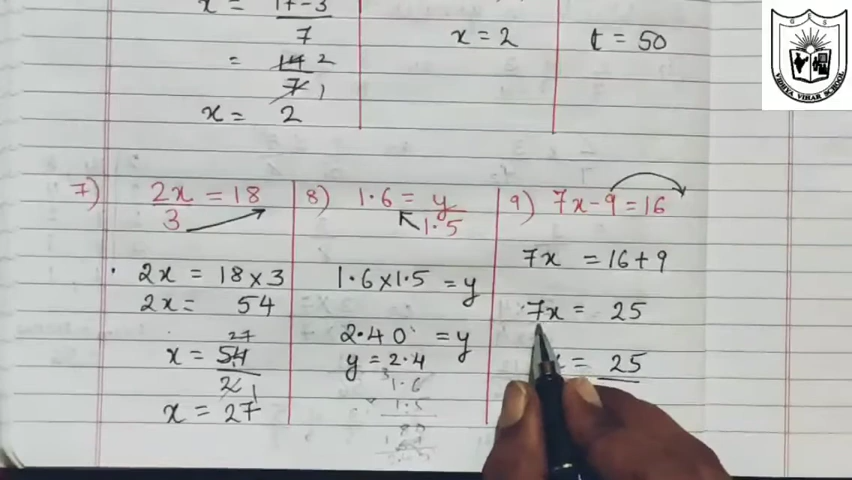 x = 17-3
7
= 14 2
7 1
x = 2
x = 2
t = 50
VIDHYA VIHAR SCHOOL
7) 2x = 18
3
2x = 18 x 3
2x = 54
27
x = 54
2 1
x = 27
8) 1.6 = y
1.5
1.6 x 1.5 = y
2.40 = y
y = 2.4
1.6
1.5
9) 7x - 9 = 16
7x = 16 + 9
7x = 25
= 25